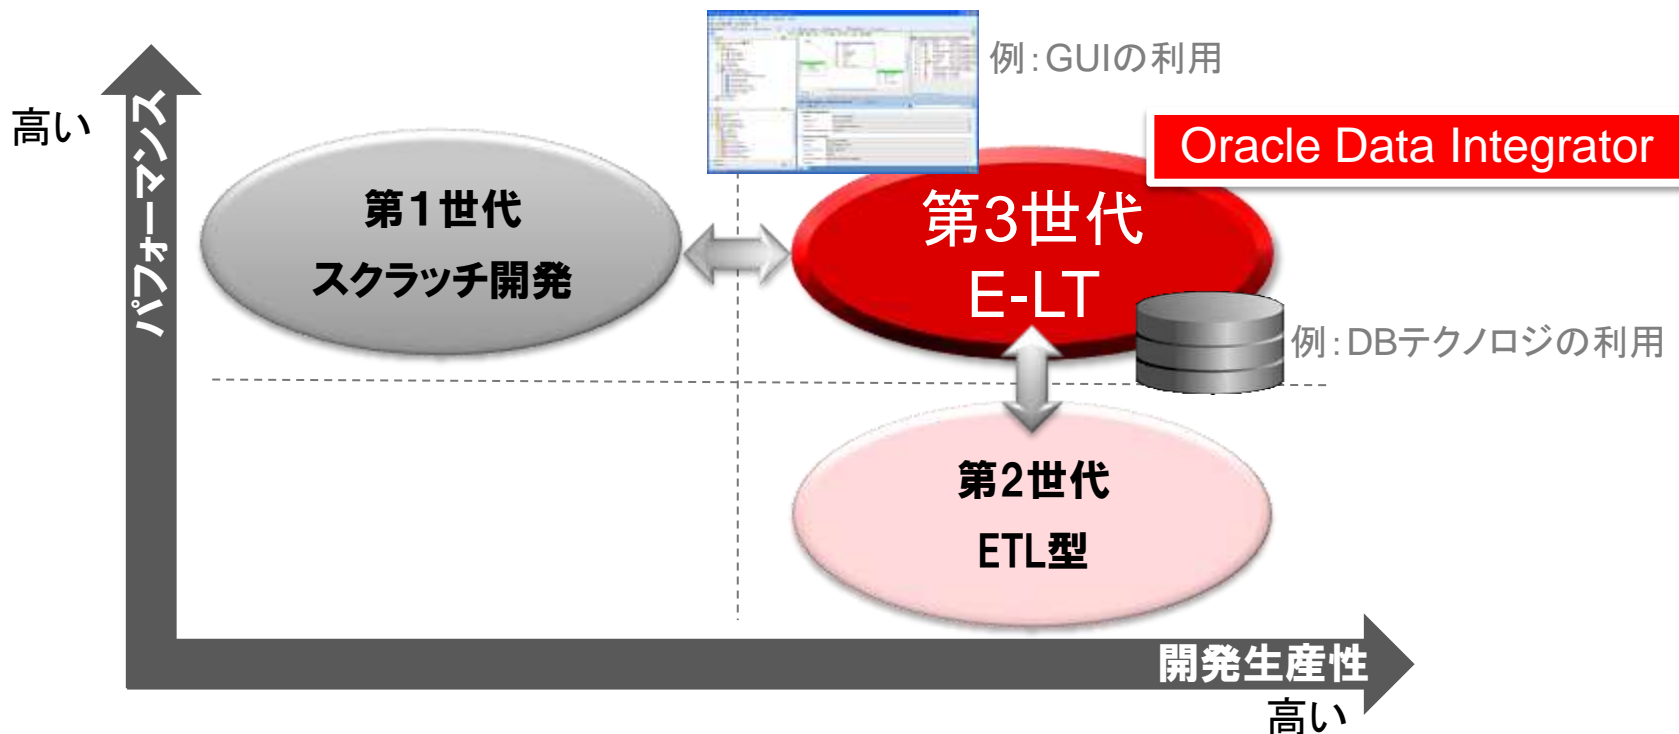 例：GUIの利用
高い
パフォーマンス
Oracle Data Integrator
第１世代
スクラッチ開発
第3世代
E-LT
例：DBテクノロジの利用
第2世代
ETL型
開発生産性
高い